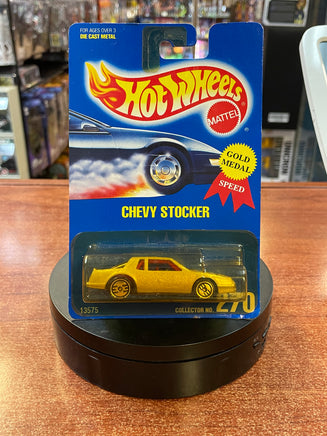 FOR AGES OVER 3
DIE CAST METAL
HOT WHEELS
MATTEL
GOLD
MEDAL
SPEED
CHEVY STOCKER
13575
COLLECTOR NO. 270